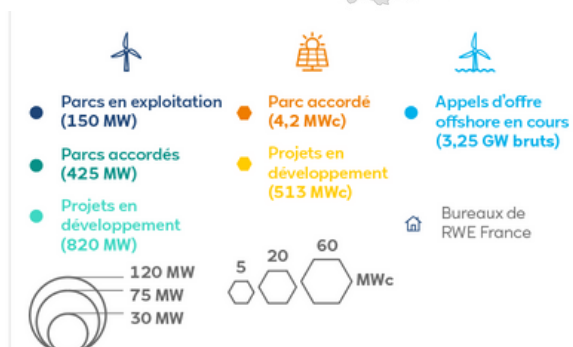 Parcs en exploitation
(150 MW)
Parcs accordés
(425 MW)
Projets en
développement
(820 MW)
Parc accordé
(4,2 MWc)
Projets en
développement
(513 MWc)
Appels d'offre
offshore en cours
(3,25 GW bruts)
Bureaux de
RWE France
120 MW
75 MW
30 MW
5 20 60
MWc